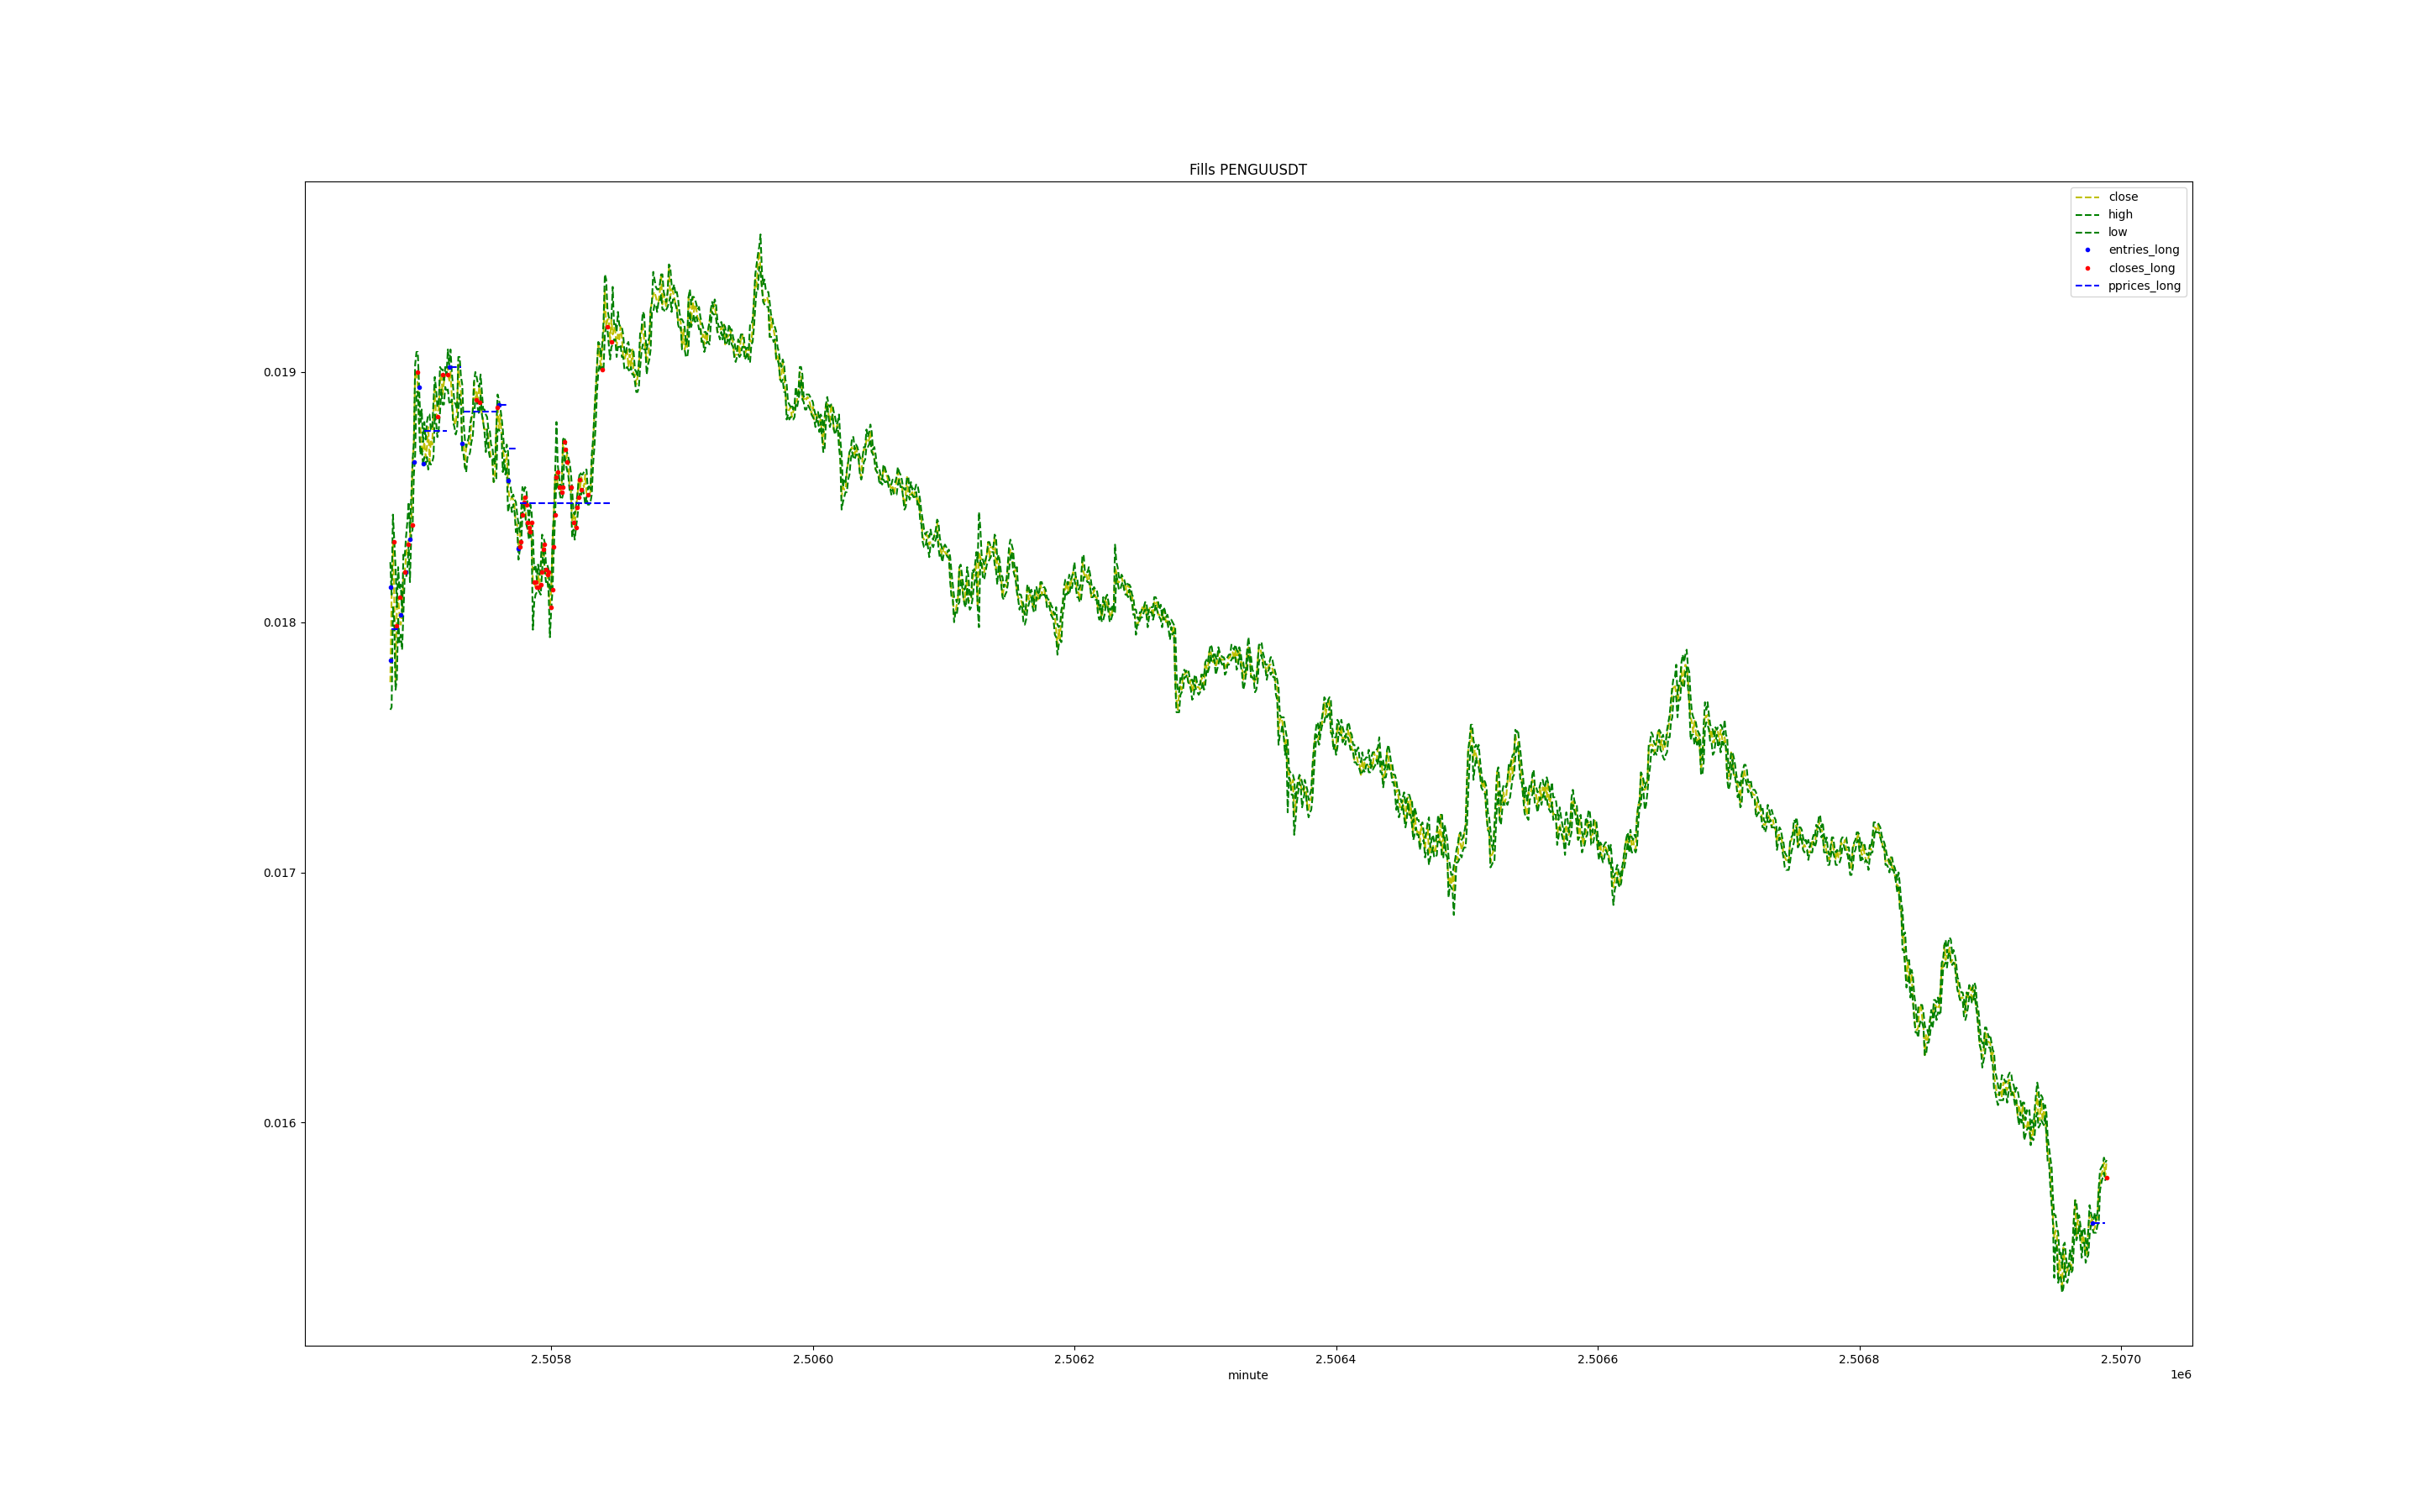 Fills PENGUUSDT
close
high
low
entries_long
closes_long
pprices_long
0.019
0.018
0.017
0.016
2.5058 2.5060 2.5062 2.5064 2.5066 2.5068 2.5070
minute 1e6